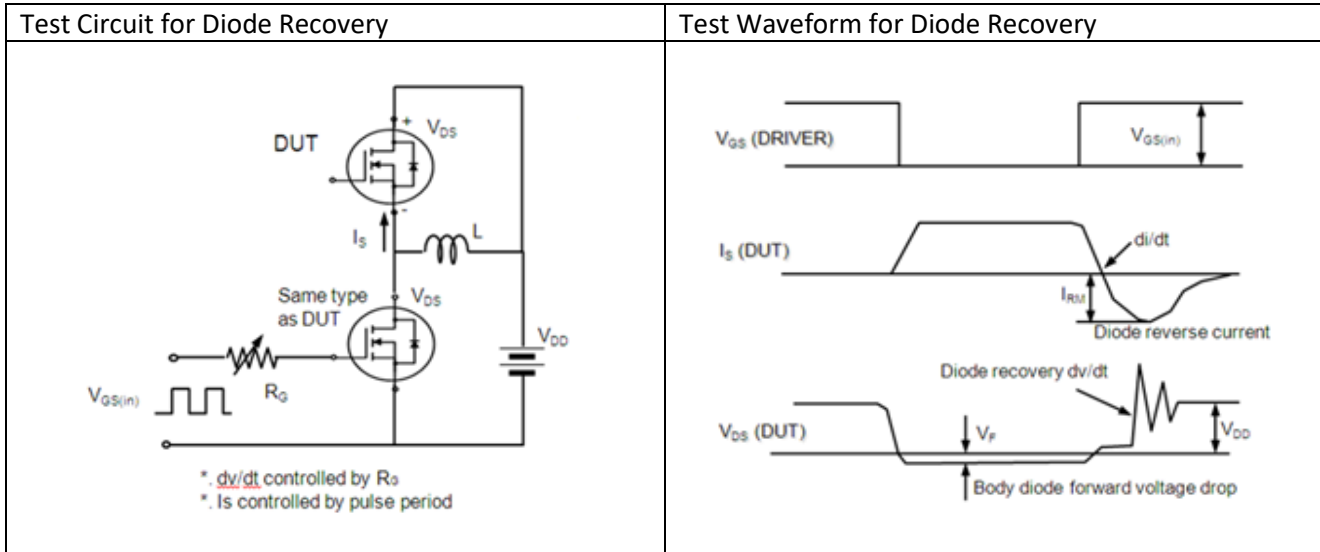 Test Circuit for Diode Recovery
Test Waveform for Diode Recovery
DUT
+
VDS
-
IS
L
Same type
as DUT
VDS
VDD
RG
VGS(in)
*. dv/dt controlled by RG
*. Is controlled by pulse period
VGS (DRIVER)
VGS(in)
IS (DUT)
di/dt
IRM
Diode reverse current
Diode recovery dv/dt
VDS (DUT)
VF
VDD
Body diode forward voltage drop